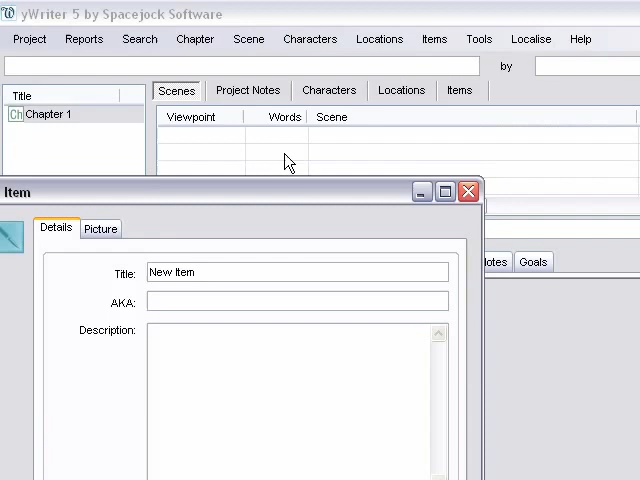 yWriter 5 by Spacejock Software
Project Reports Search Chapter Scene Characters Locations Items Tools Localise Help
by
Title
Ch Chapter 1
Scenes Project Notes Characters Locations Items
Viewpoint Words Scene
Item
Details Picture
Title: New Item
AKA:
Description:
Goals